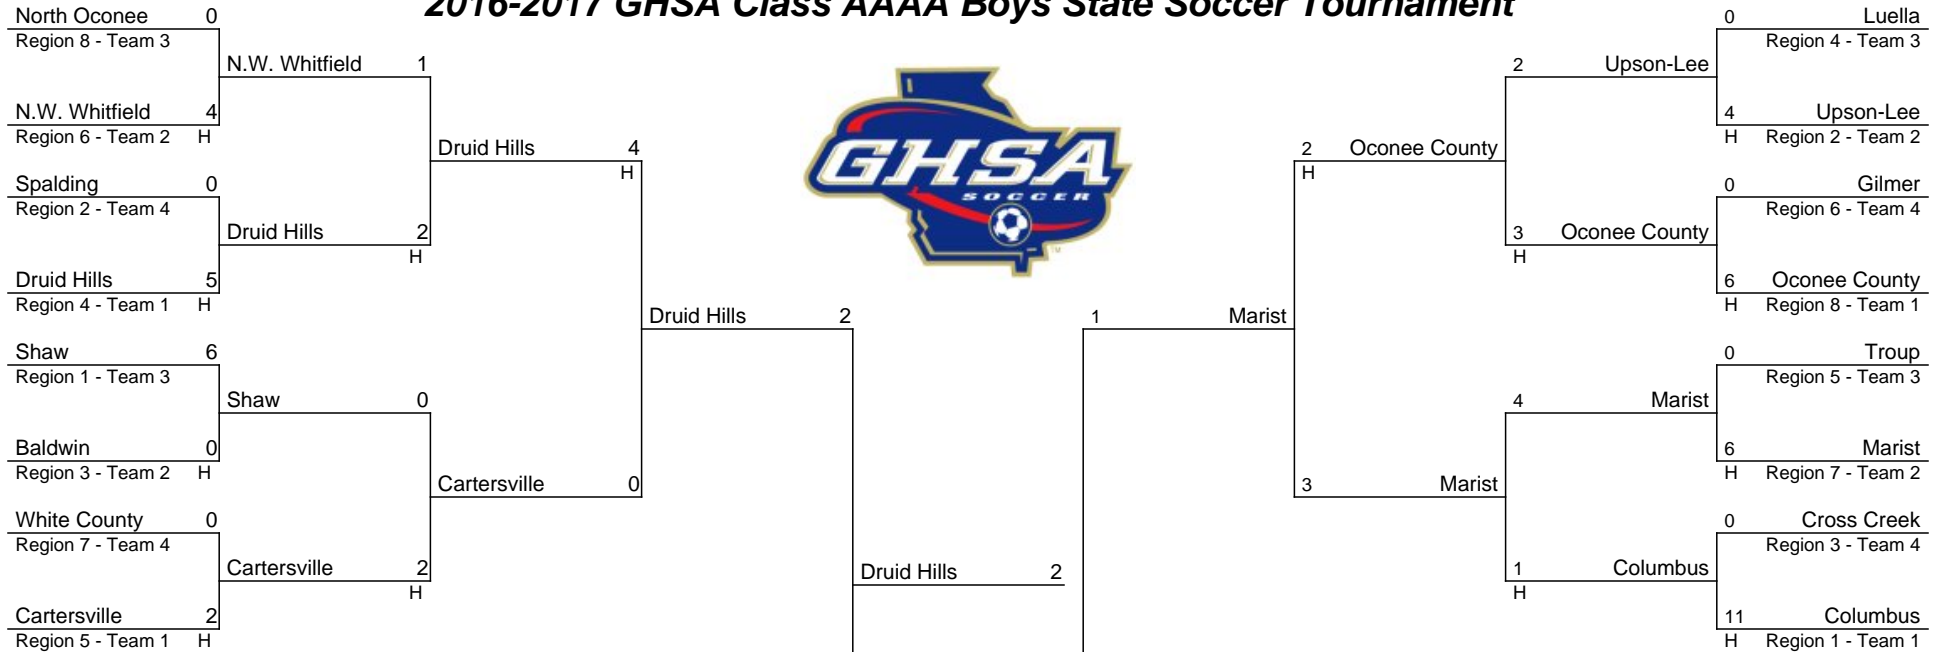 2016-2017 GHSA Class AAAA Boys State Soccer Tournament
North Oconee 0
Region 8 - Team 3
N.W. Whitfield 1
N.W. Whitfield 4
Region 6 - Team 2 H
Druid Hills 4
H
Spalding 0
Region 2 - Team 4
Druid Hills 2
H
Druid Hills 5
Region 4 - Team 1 H
Druid Hills 2
Shaw 6
Region 1 - Team 3
Shaw 0
Baldwin 0
Region 3 - Team 2 H
Cartersville 0
White County 0
Region 7 - Team 4
Cartersville 2
H
Cartersville 2
Region 5 - Team 1 H
Druid Hills 2
GHSA
SOCCER
TM
0 Luella
Region 4 - Team 3
2 Upson-Lee
4 Upson-Lee
H Region 2 - Team 2
2 Oconee County
H
0 Gilmer
Region 6 - Team 4
3 Oconee County
H
6 Oconee County
H Region 8 - Team 1
1 Marist
0 Troup
Region 5 - Team 3
4 Marist
6 Marist
H Region 7 - Team 2
3 Marist
0 Cross Creek
Region 3 - Team 4
1 Columbus
H
11 Columbus
H Region 1 - Team 1